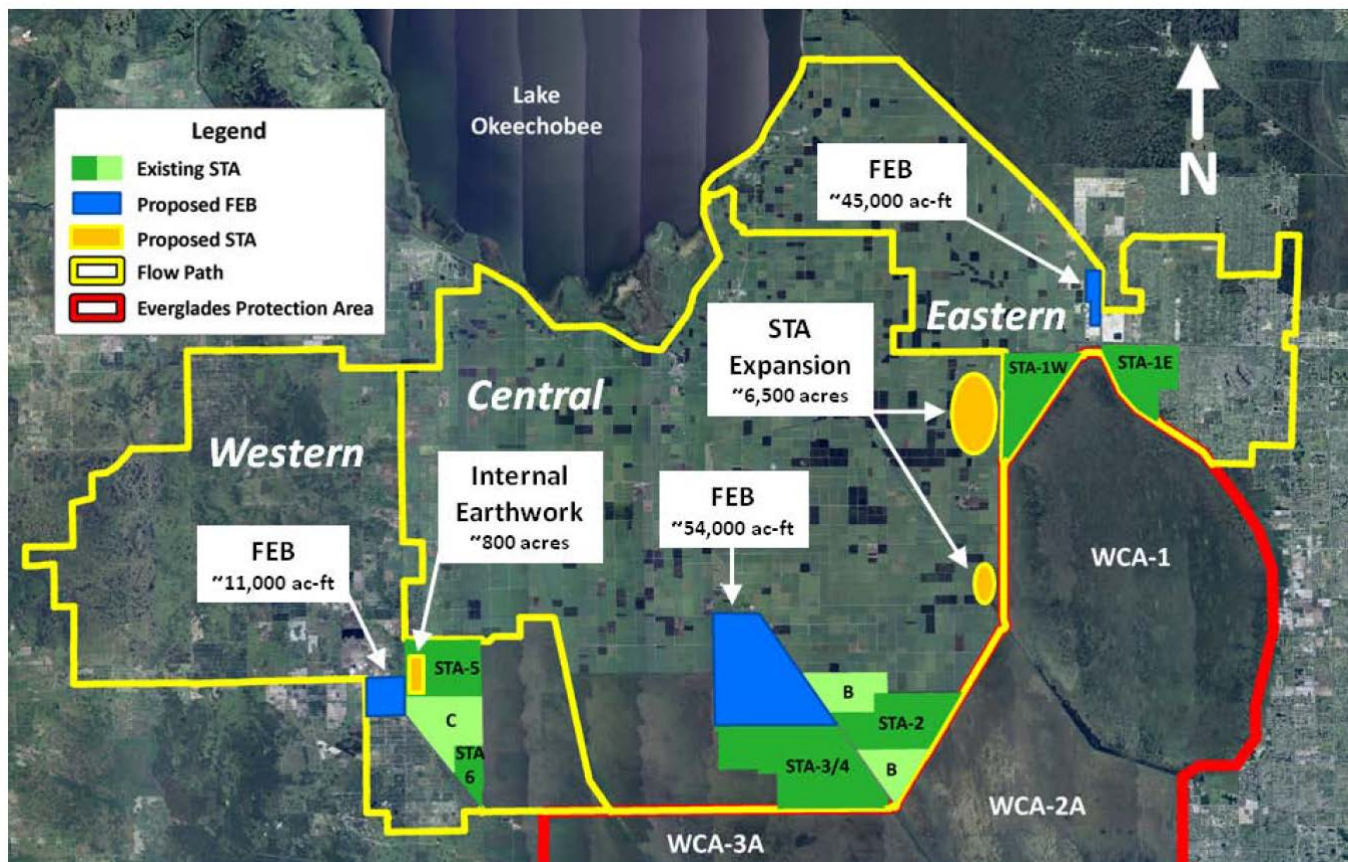 Lake
Okeechobee
Legend
Existing STA
Proposed FEB
Proposed STA
Flow Path
Everglades Protection Area
N
FEB
~45,000 ac-ft
Eastern
STA
Expansion
~6,500 acres
STA-1W
STA-1E
Central
Western
Internal
Earthwork
~800 acres
FEB
~54,000 ac-ft
FEB
~11,000 ac-ft
WCA-1
STA-5
C
STA
6
B
STA-2
B
STA-3/4
WCA-2A
WCA-3A